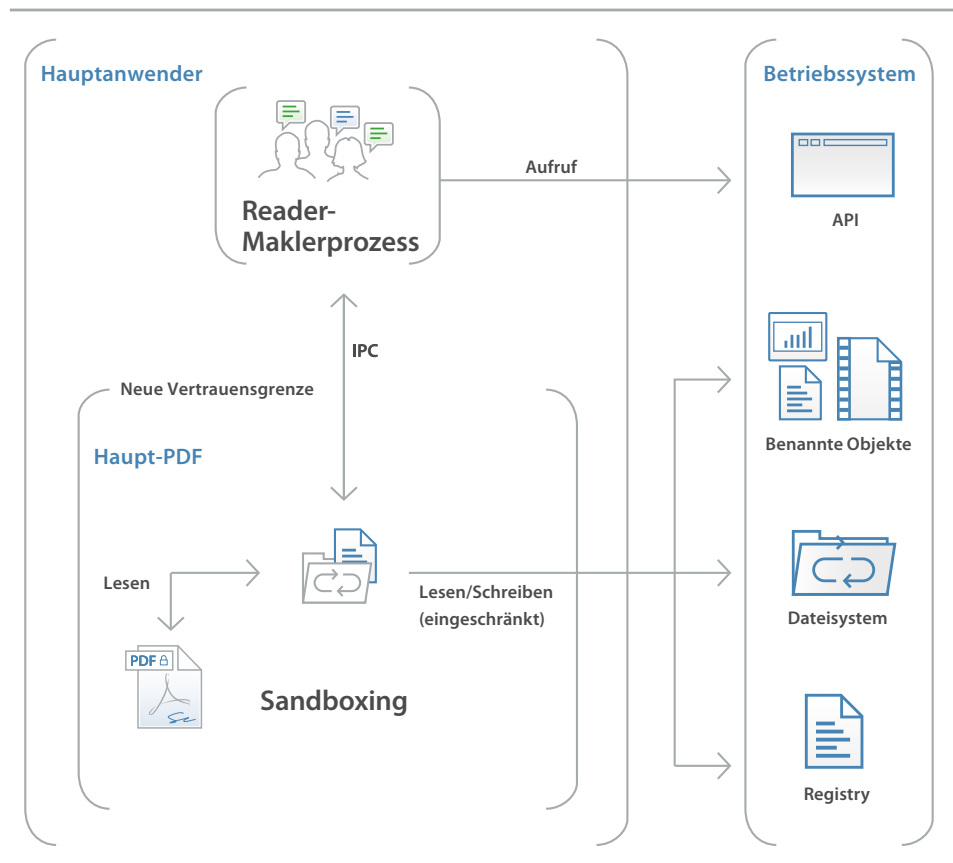 Hauptanwender
Betriebssystem
Reader-
Maklerprozess
Aufruf
API
IPC
Neue Vertrauensgrenze
Haupt-PDF
Benannte Objekte
Lesen
Lesen/Schreiben
(eingeschränkt)
Dateisystem
PDF
Sandboxing
Registry